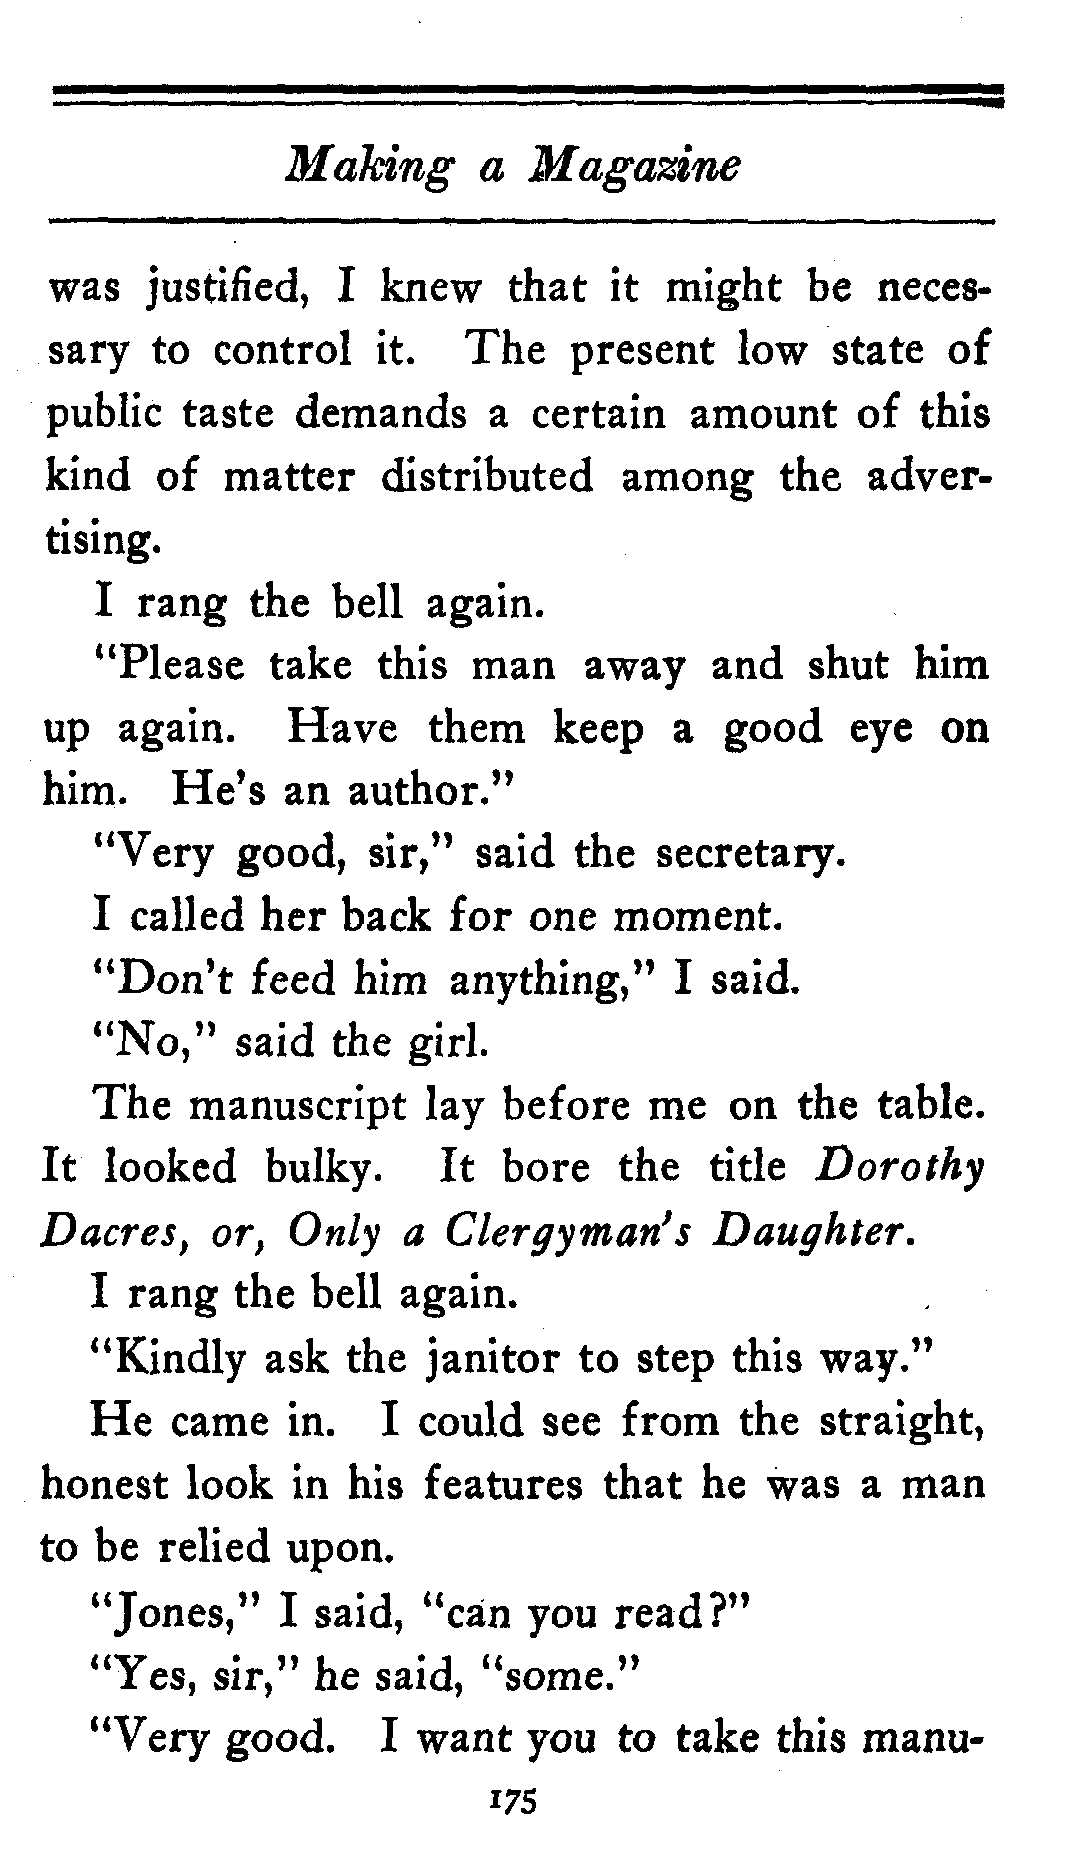 Making a Magazine
was justified, I knew that it might be neces-
sary to control it. The present low state of
public taste demands a certain amount of this
kind of matter distributed among the adver-
tising.
I rang the bell again.
"Please take this man away and shut him
up again. Have them keep a good eye on
him. He's an author."
"Very good, sir," said the secretary.
I called her back for one moment.
"Don't feed him anything," I said.
"No," said the girl.
The manuscript lay before me on the table.
It looked bulky. It bore the title Dorothy
Dacres, or, Only a Clergyman's Daughter.
I rang the bell again.
"Kindly ask the janitor to step this way."
He came in. I could see from the straight,
honest look in his features that he was a man
to be relied upon.
"Jones," I said, "can you read?"
"Yes, sir," he said, "some."
"Very good. I want you to take this manu-
175